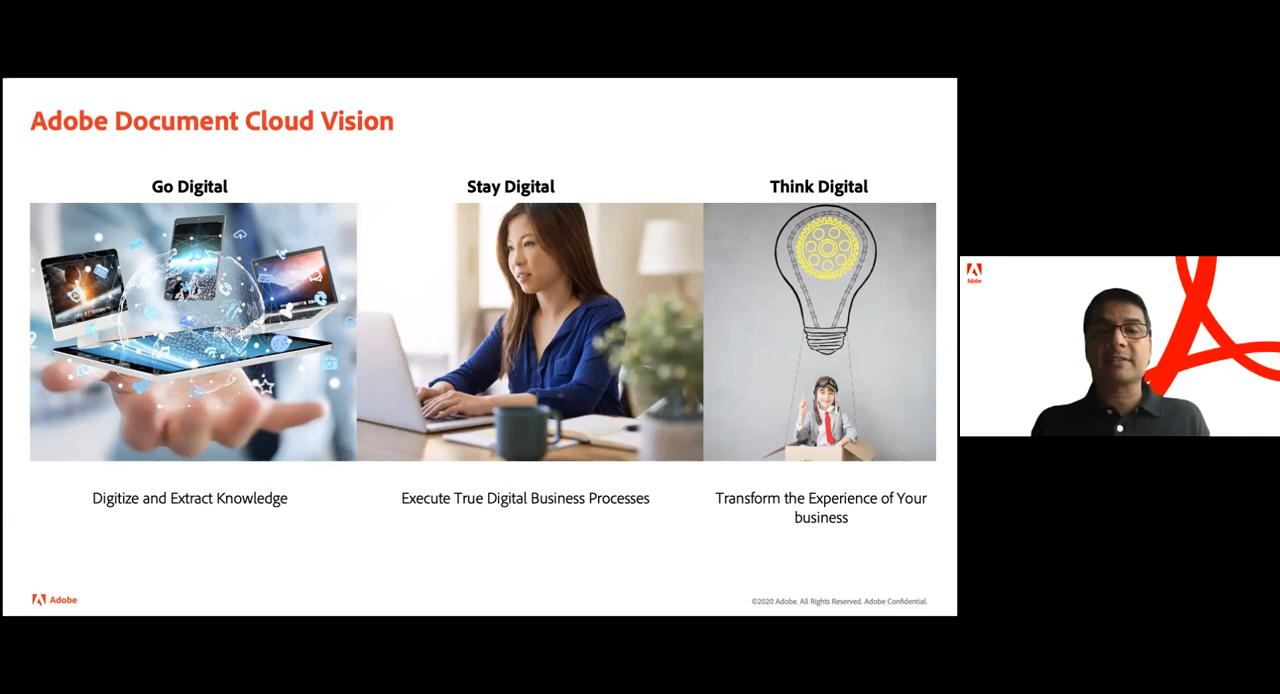 Adobe Document Cloud Vision
Go Digital
Stay Digital
Think Digital
Digitize and Extract Knowledge
Execute True Digital Business Processes
Transform the Experience of Your
business
Adobe
©2020 Adobe. All Rights Reserved. Adobe Confidential.
Adobe